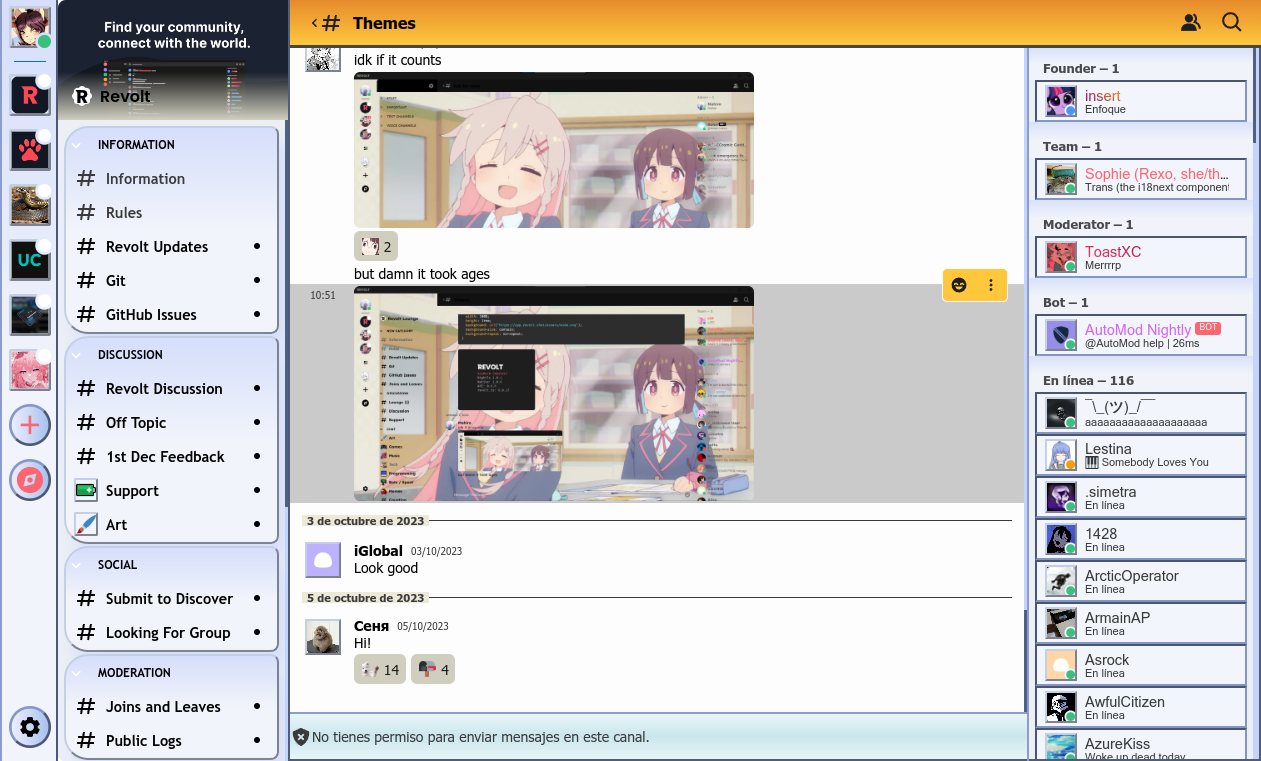 Find your community,
connect with the world.
Revolt
INFORMATION
Information
Rules
Revolt Updates
Git
GitHub Issues
DISCUSSION
Revolt Discussion
Off Topic
1st Dec Feedback
Support
Art
SOCIAL
Submit to Discover
Looking For Group
MODERATION
Joins and Leaves
Public Logs
R
UC
Themes
idk if it counts
2
but damn it took ages
10:51
REVOLT
3 de octubre de 2023
iGlobal 03/10/2023
Look good
5 de octubre de 2023
Сеня 05/10/2023
Hi!
14 4
No tienes permiso para enviar mensajes en este canal.
Founder – 1
insert
Enfoque
Team – 1
Sophie (Rexo, she/th...
Trans (the i18next component
Moderator – 1
ToastXC
Merrrrp
Bot – 1
AutoMod Nightly BOT
@AutoMod help | 26ms
En línea – 116
¯\_(ツ)_/¯
aaaaaaaaaaaaaaaaaaaa
Lestina
Somebody Loves You
.simetra
En línea
1428
En línea
ArcticOperator
En línea
ArmainAP
En línea
Asrock
En línea
AwfulCitizen
En línea
AzureKiss
Woke up dead today